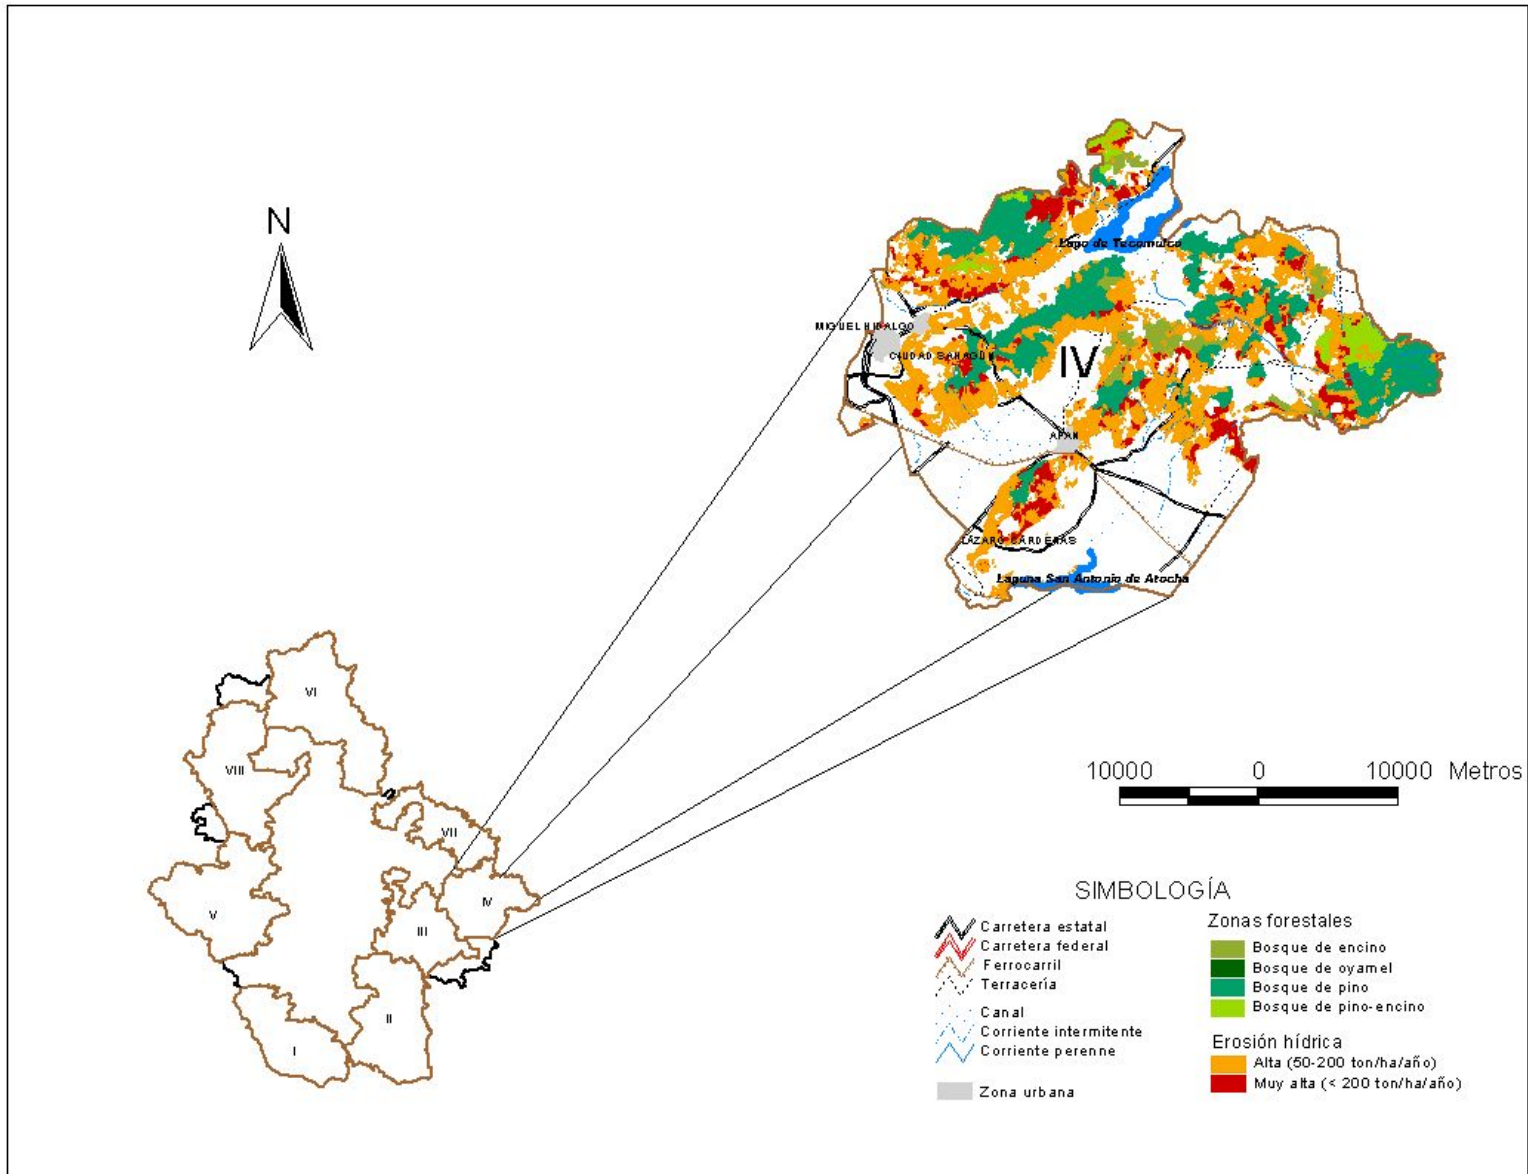 N
Lago de Tecomulco
MIGUEL HIDALGO
CIUDAD SAHAGÚN
IV
APAN
LÁZARO CÁRDENAS
Laguna San Antonio de Atocha
VI
VIII
VII
V
IV
III
II
I
10000 0 10000 Metros
SIMBOLOGÍA
Carretera estatal
Carretera federal
Ferrocarril
Terracería
Canal
Corriente intermitente
Corriente perenne
Zona urbana
Zonas forestales
Bosque de encino
Bosque de oyamel
Bosque de pino
Bosque de pino-encino
Erosión hídrica
Alta (50-200 ton/ha/año)
Muy alta (< 200 ton/ha/año)